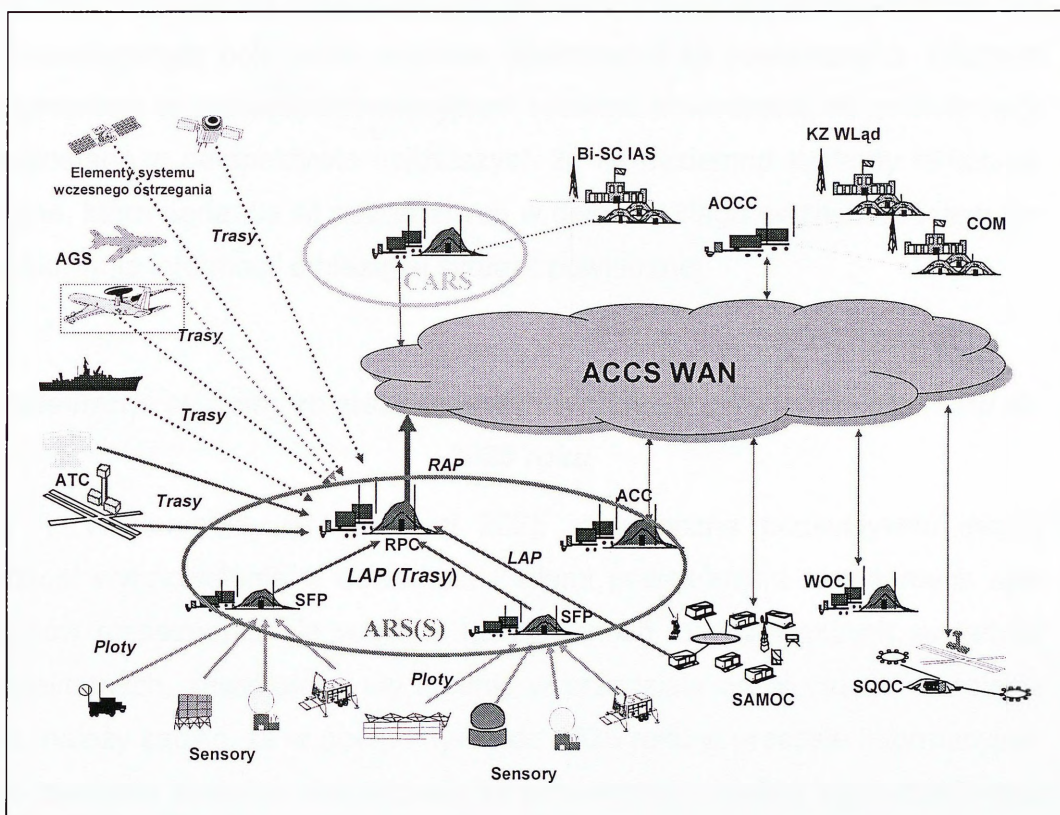 Elementy systemu
wczesnego ostrzegania
Trasy
AGS
Trasy
Trasy
ATC
Trasy
Bi-SC IAS
KZ WLąd
AOCC
COM
CARS
ACCS WAN
RAP
RPC
ACC
LAP
LAP (Trasy)
SFP
SFP
ARS(S)
Ploty
Ploty
Sensory
Sensory
SAMOC
WOC
SQOC